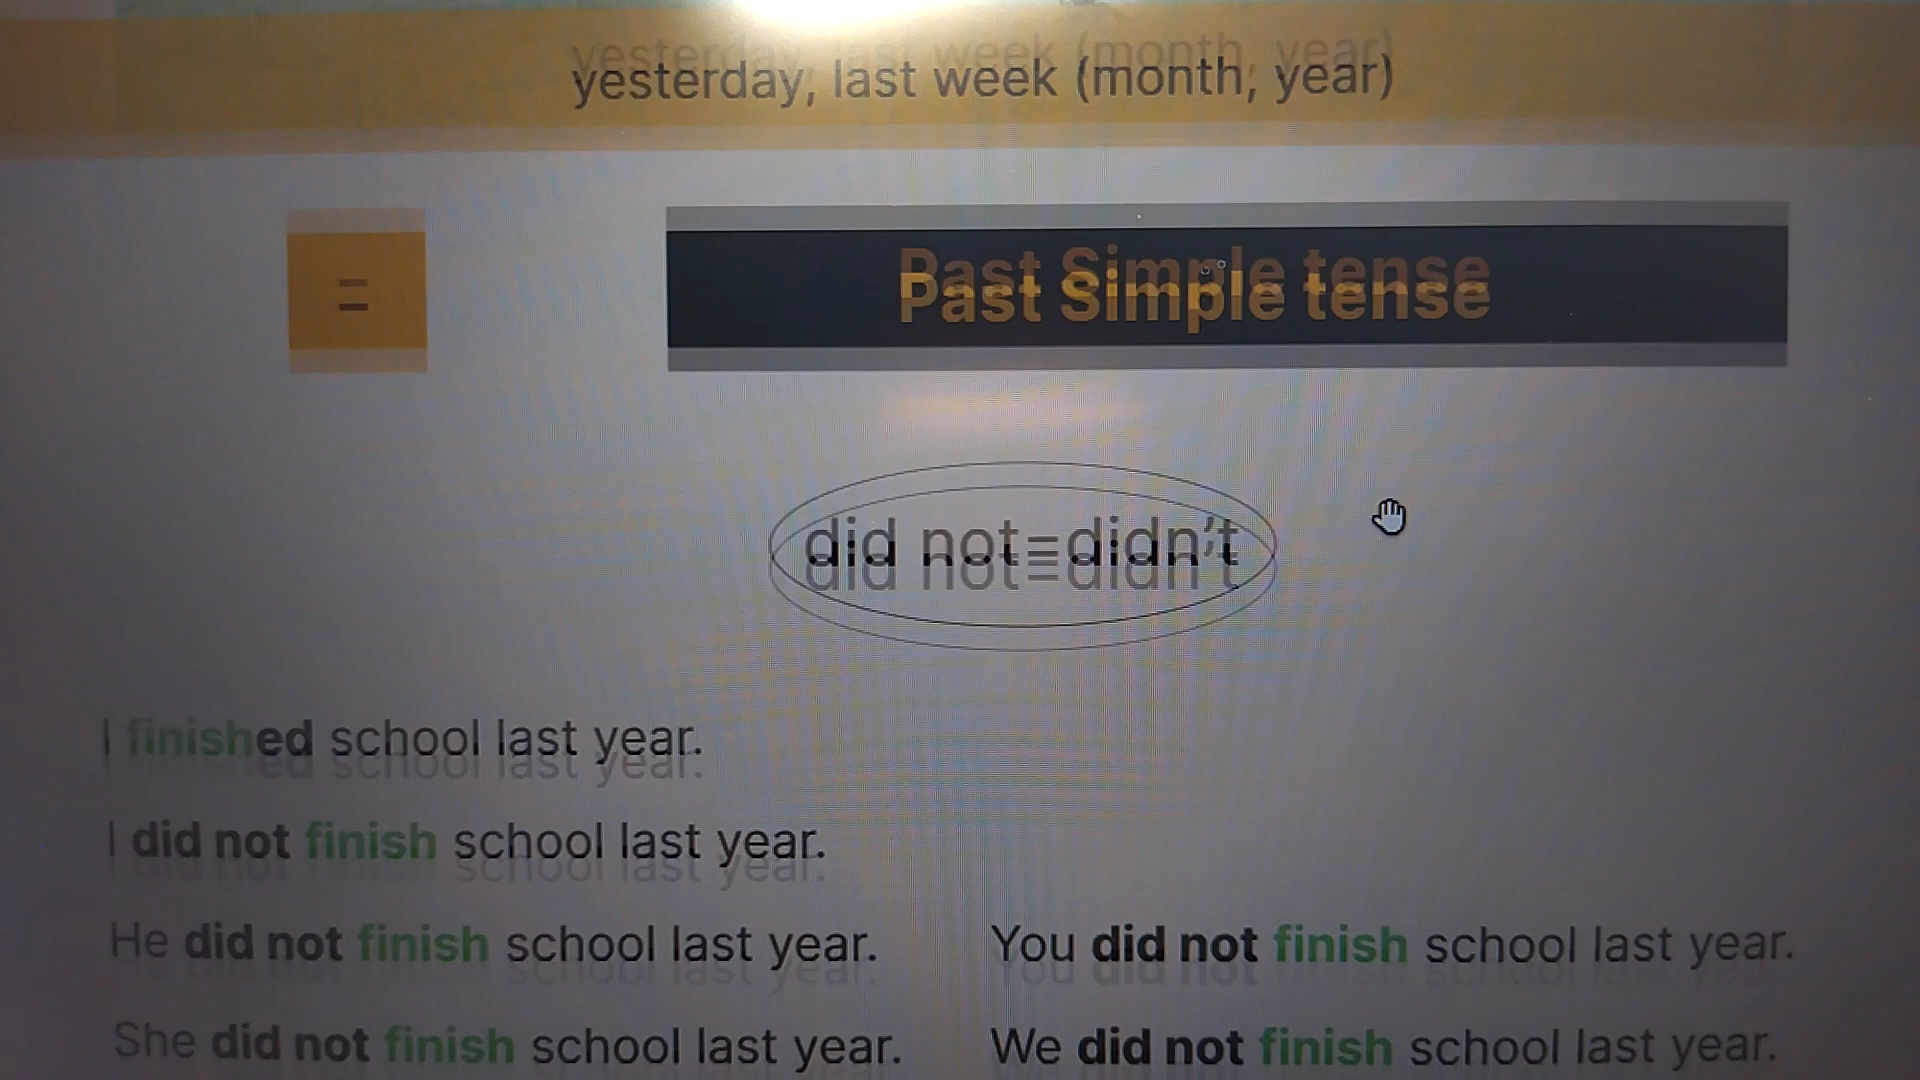 yesterday, last week (month, year)
=
Past Simple tense
did not=didn't
I finished school last year.
I did not finish school last year.
He did not finish school last year.
You did not finish school last year.
She did not finish school last year.
We did not finish school last year.